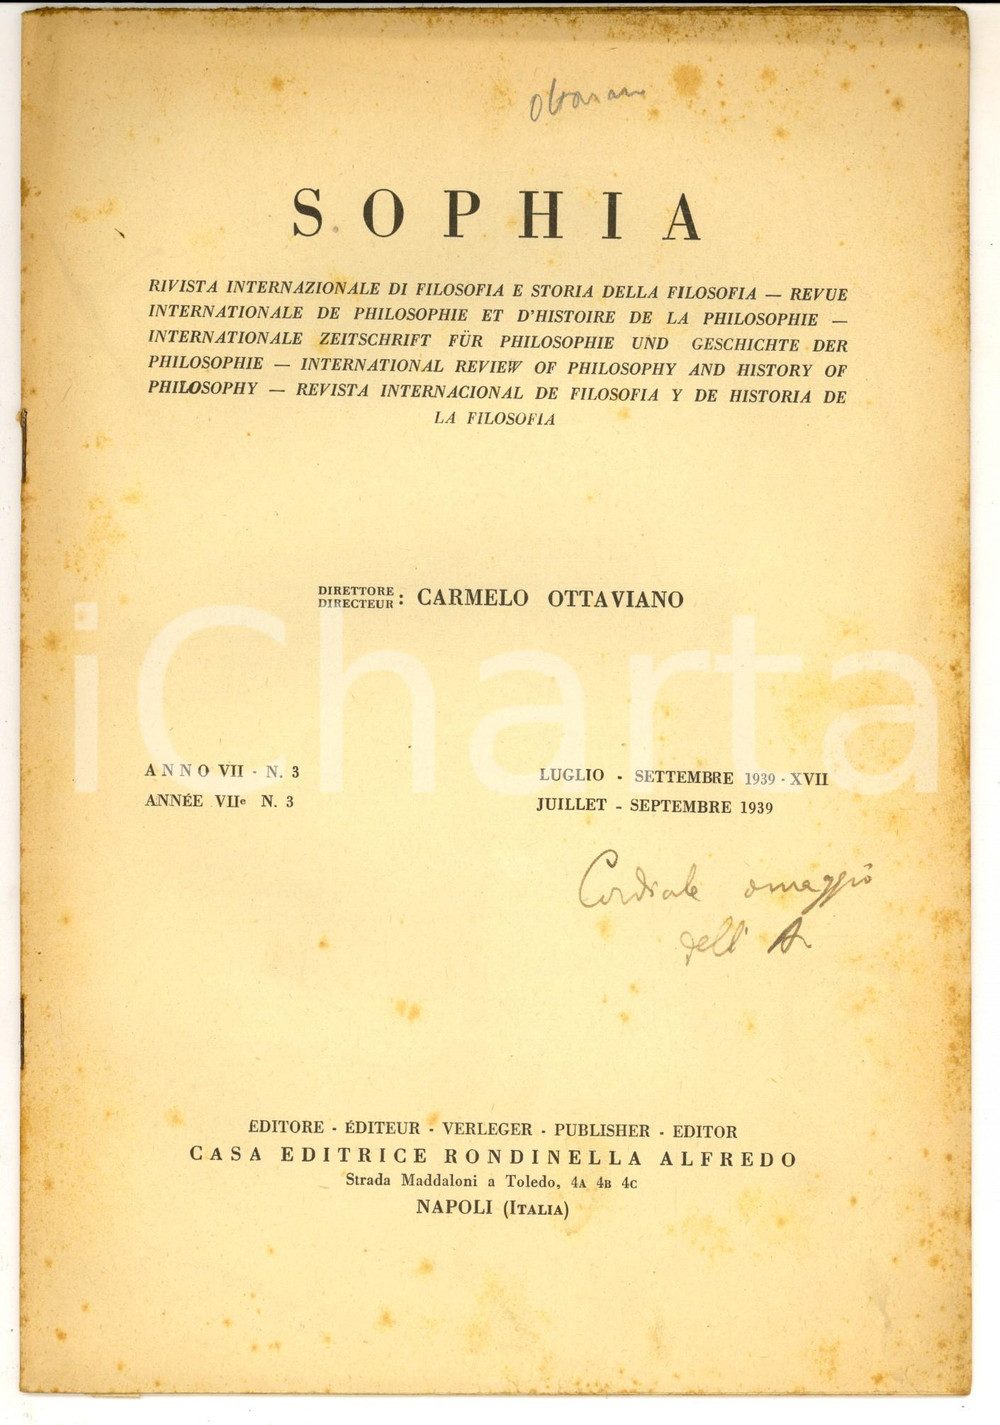 SOPHIA
RIVISTA INTERNAZIONALE DI FILOSOFIA E STORIA DELLA FILOSOFIA — REVUE
INTERNATIONALE DE PHILOSOPHIE ET D'HISTOIRE DE LA PHILOSOPHIE —
INTERNATIONALE ZEITSCHRIFT FÜR PHILOSOPHIE UND GESCHICHTE DER
PHILOSOPHIE — INTERNATIONAL REVIEW OF PHILOSOPHY AND HISTORY OF
PHILOSOPHY — REVISTA INTERNACIONAL DE FILOSOFIA Y DE HISTORIA DE
LA FILOSOFIA
DIRETTORE
DIRECTEUR : CARMELO OTTAVIANO
iCharta
ANNO VII - N. 3
LUGLIO - SETTEMBRE 1939 - XVII
ANNÉE VIIe N. 3
JUILLET - SEPTEMBRE 1939
Cordiale omaggio
dell' A.
EDITORE - ÉDITEUR - VERLEGER - PUBLISHER - EDITOR
CASA EDITRICE RONDINELLA ALFREDO
Strada Maddaloni a Toledo, 4A 4B 4C
NAPOLI (ITALIA)